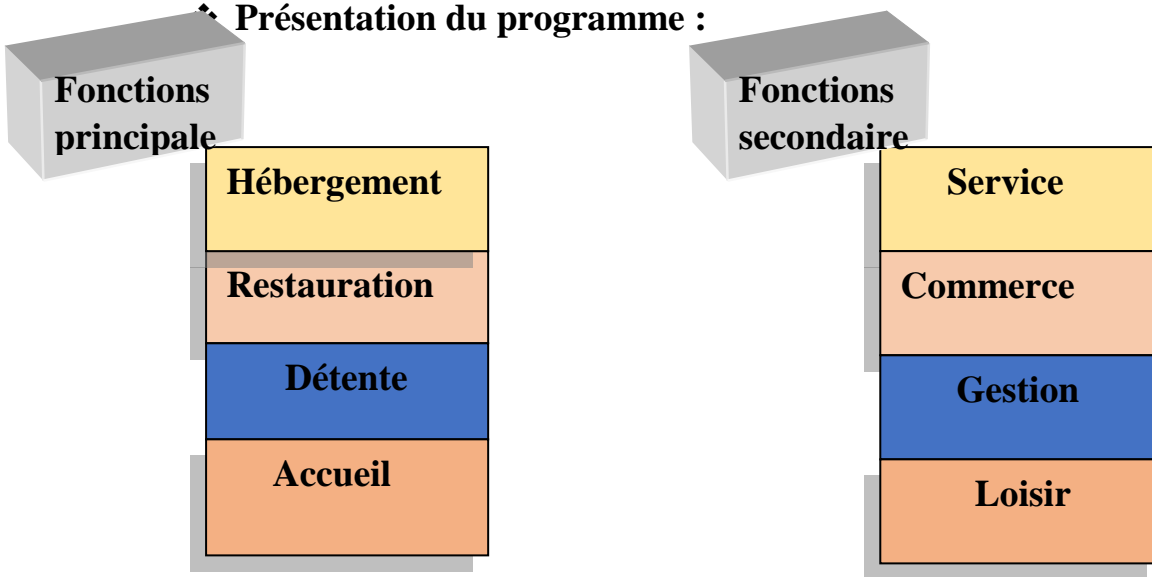 ❖ Présentation du programme :
Fonctions
principale
Hébergement
Restauration
Détente
Accueil
Fonctions
secondaire
Service
Commerce
Gestion
Loisir